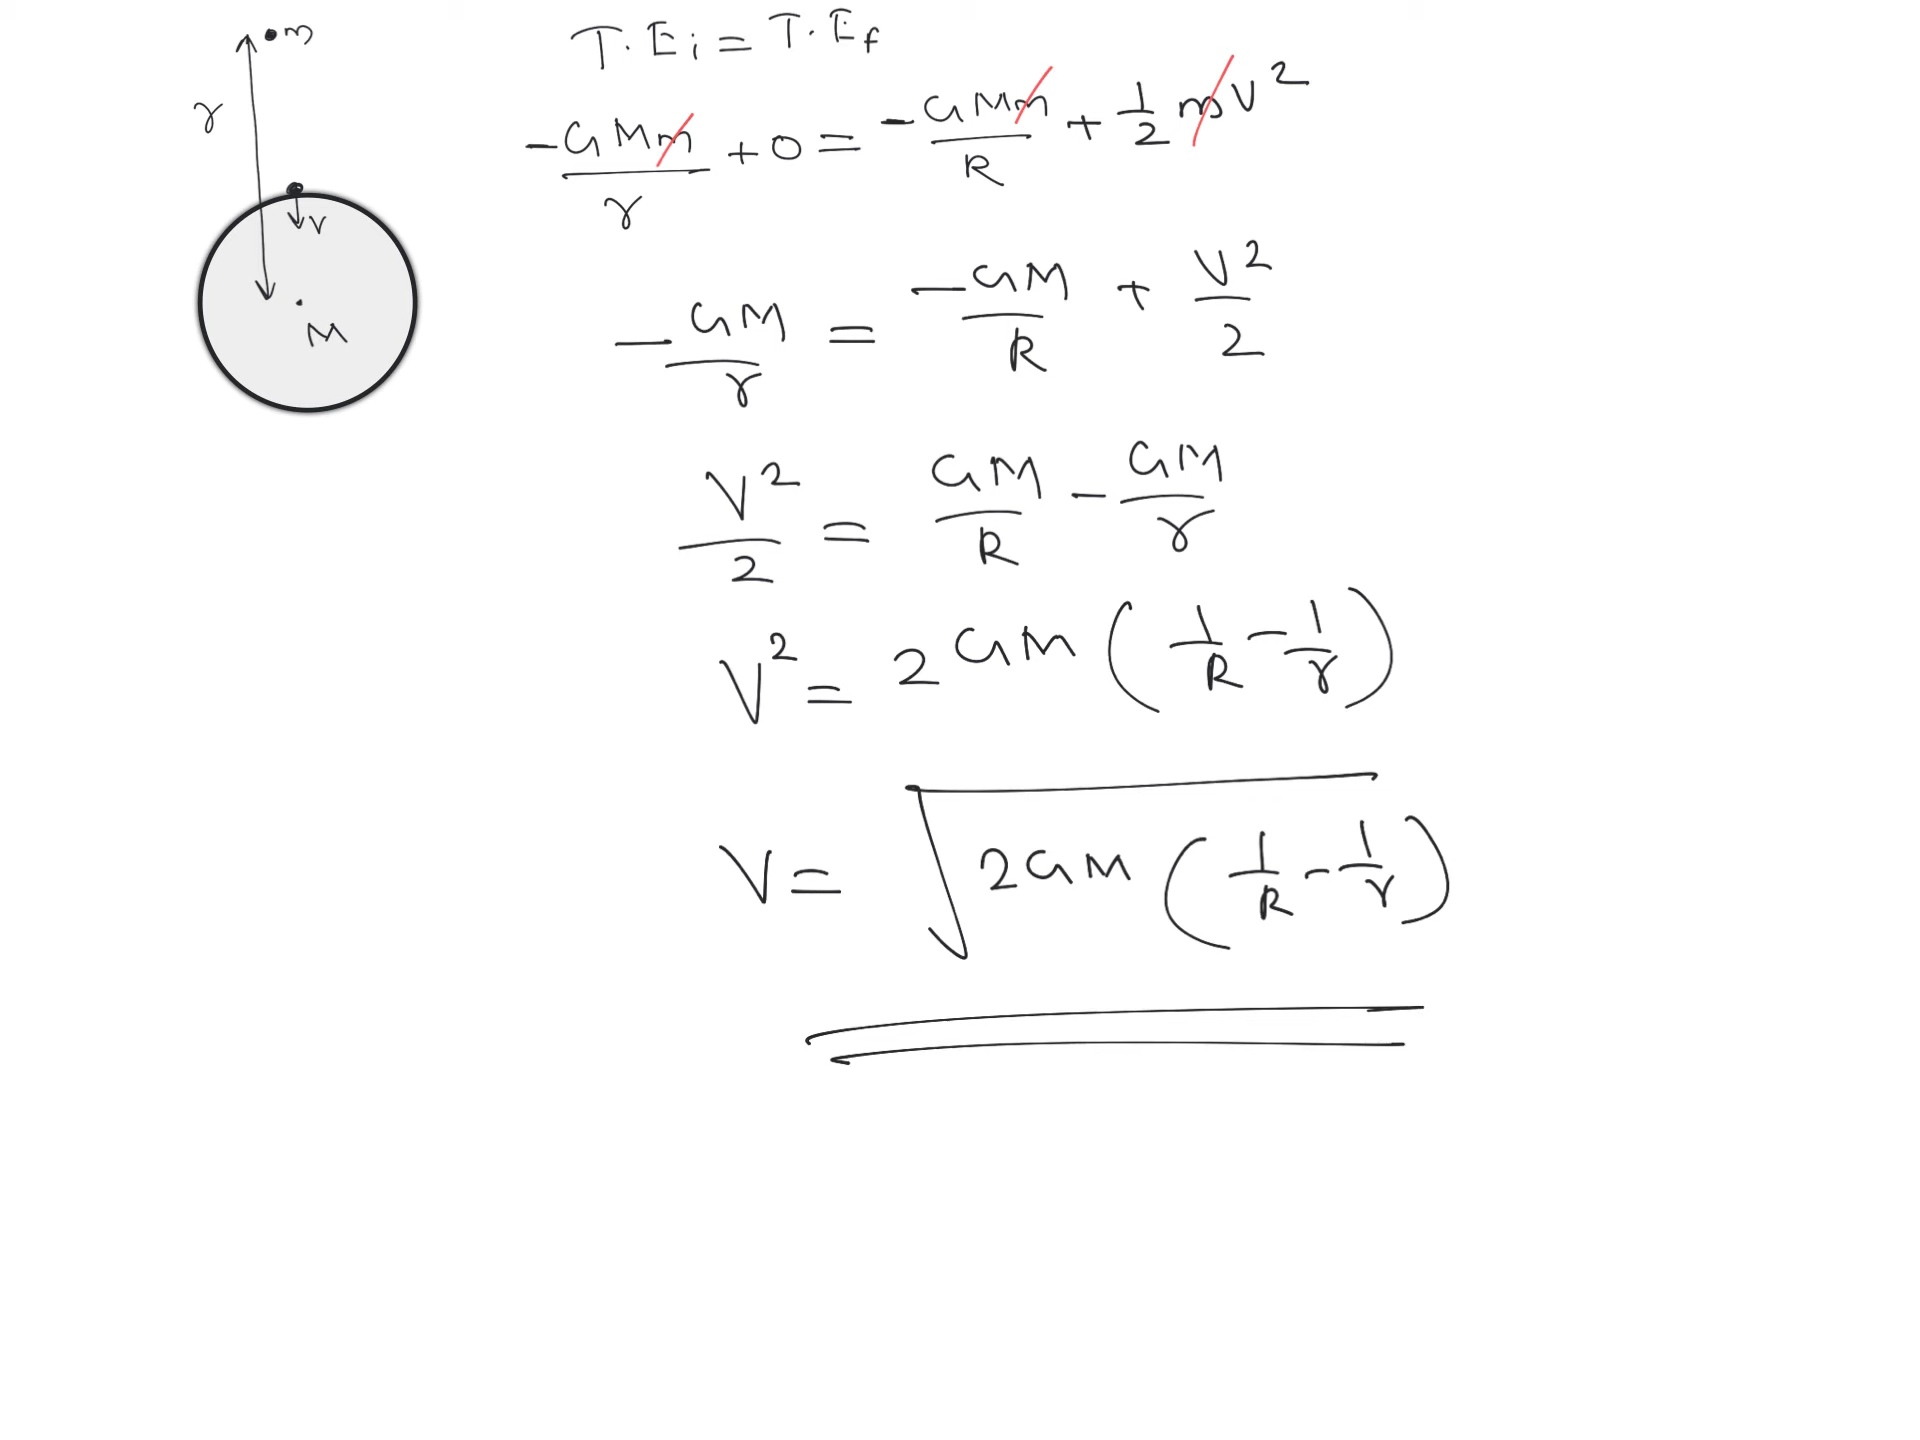 m
r
V
M
T.Ei = T.Ef
-GMm/r + 0 = -GMm/R + 1/2 mV²
-GM/r = -GM/R + V²/2
V²/2 = GM/R - GM/r
V² = 2GM (1/R - 1/r)
V = √2GM (1/R - 1/r)